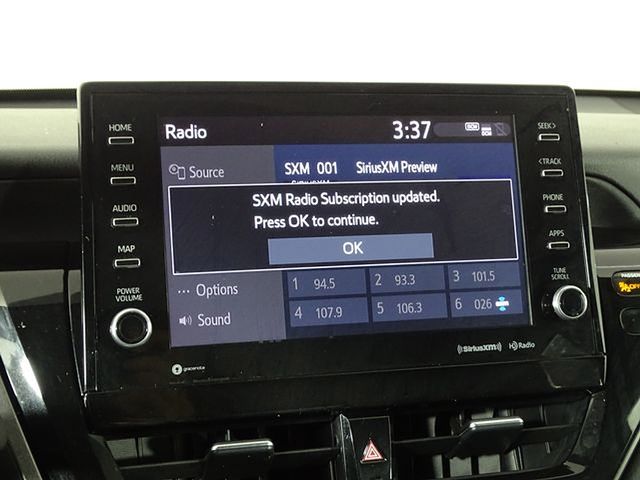 HOME
MENU
AUDIO
MAP
POWER
VOLUME
Radio
3:37
Source
SXM 001 SiriusXM Preview
SXM Radio Subscription updated.
Press OK to continue.
OK
Options
Sound
1 94.5
2 93.3
3 101.5
4 107.9
5 106.3
6 026
SEEK>
<TRACK
PHONE
APPS
TUNE
SCROLL
gracenote
SiriusXM
HD Radio
OFF